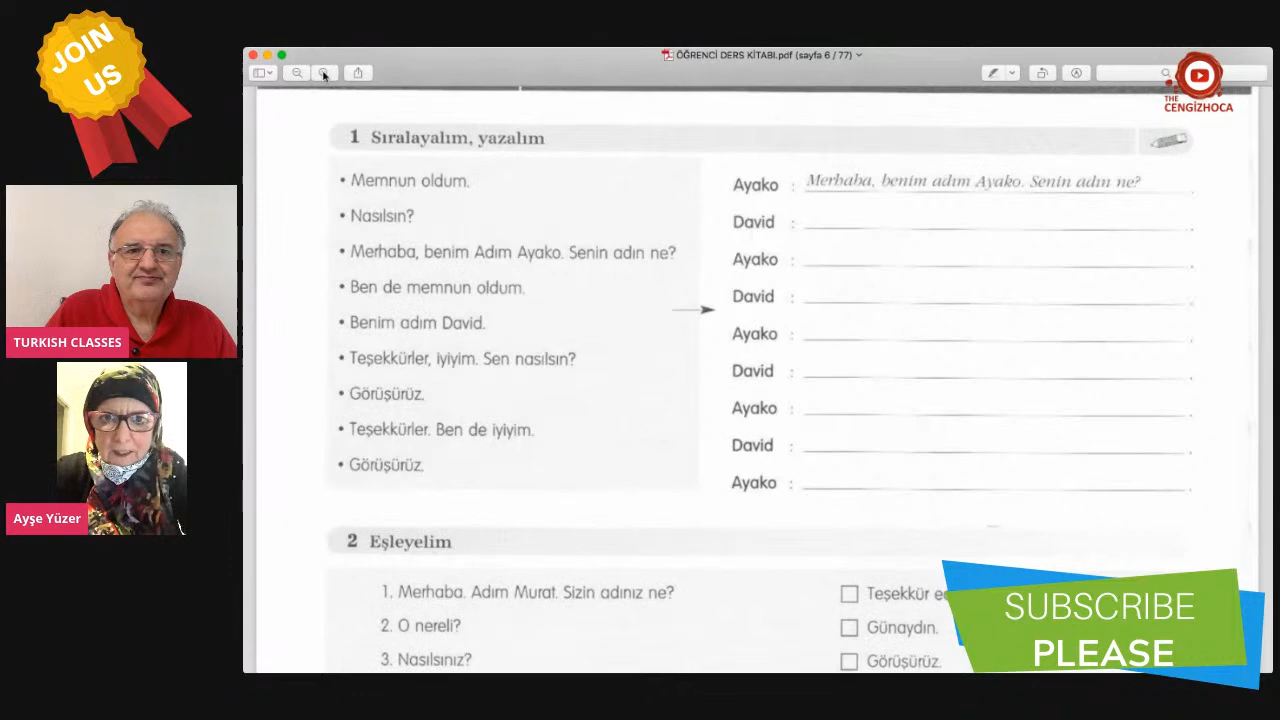 JOIN
US
ÖĞRENCİ DERS KİTABI.pdf (sayfa 6 / 77)
THE
CENGİZHOCA
1 Sıralayalım, yazalım
• Memnun oldum.
• Nasılsın?
• Merhaba, benim Adım Ayako. Senin adın ne?
• Ben de memnun oldum.
• Benim adım David.
• Teşekkürler, iyiyim. Sen nasılsın?
• Görüşürüz.
• Teşekkürler. Ben de iyiyim.
• Görüşürüz.
Ayako : Merhaba, benim adım Ayako. Senin adın ne? .
David : .
Ayako : .
David : .
Ayako : .
David : .
Ayako : .
David : .
Ayako : .
TURKISH CLASSES
Ayşe Yüzer
2 Eşleyelim
1. Merhaba. Adım Murat. Sizin adınız ne?
2. O nereli?
3. Nasılsınız?
Teşekkür
Günaydın.
Görüşürüz.
SUBSCRIBE
PLEASE